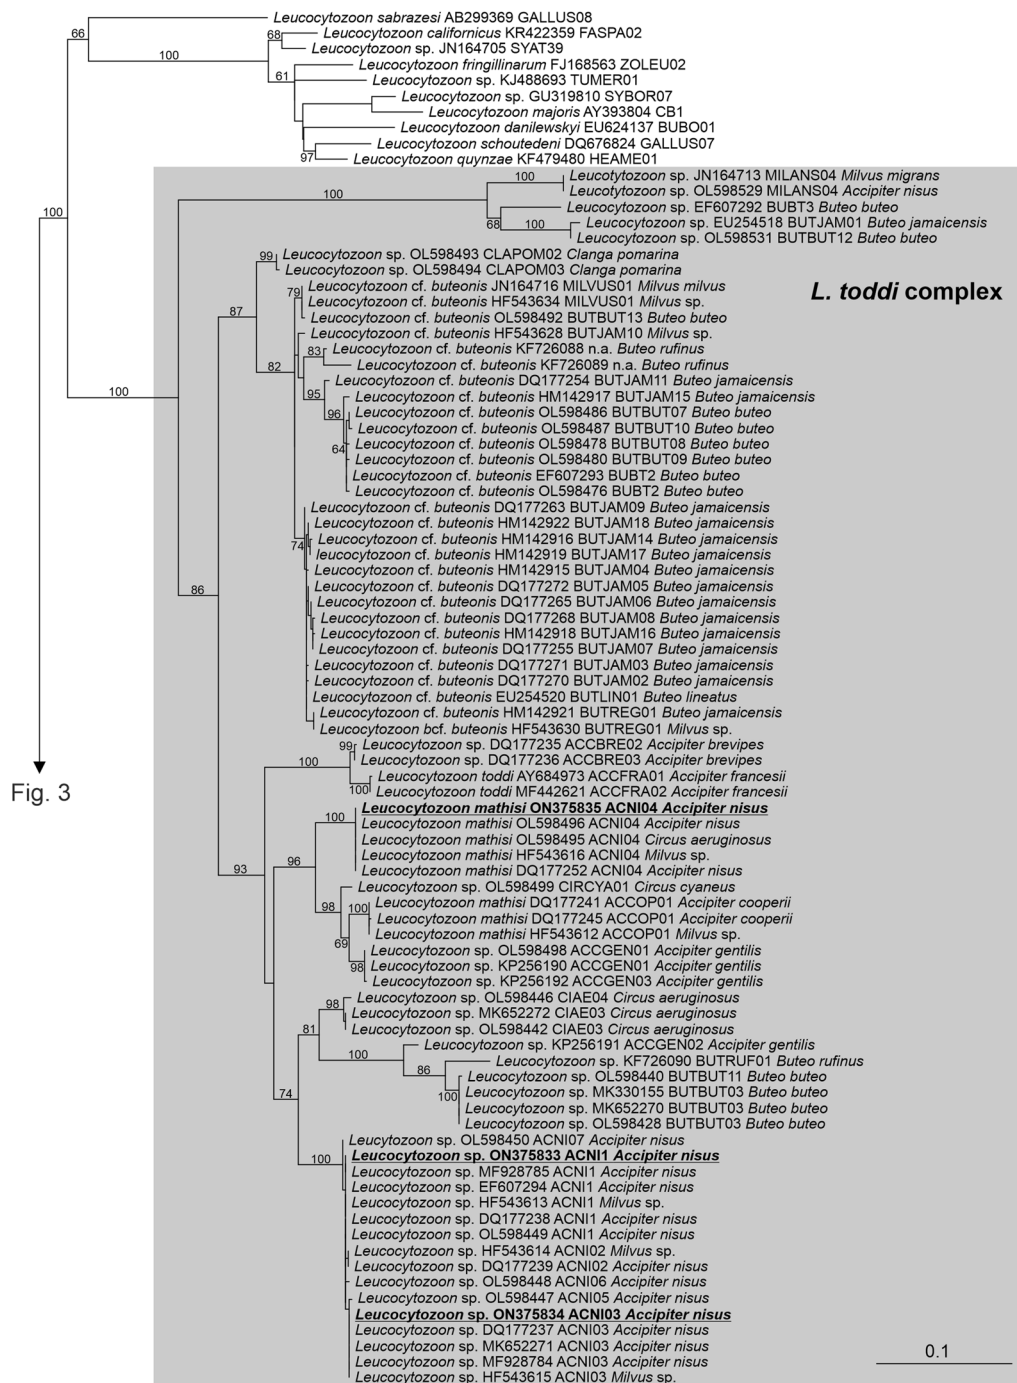 Leucocytozoon sabrazesi AB299369 GALLUS08
66
68
Leucocytozoon californicus KR422359 FASPA02
Leucocytozoon sp. JN164705 SYAT39
100
Leucocytozoon fringillinarum FJ168563 ZOLEU02
61
Leucocytozoon sp. KJ488693 TUMER01
Leucocytozoon sp. GU319810 SYBOR07
Leucocytozoon majoris AY393804 CB1
Leucocytozoon danilewskyi EU624137 BUBO01
Leucocytozoon schoutedeni DQ676824 GALLUS07
97
Leucocytozoon quynzae KF479480 HEAME01
100
Leucotytozoon sp. JN164713 MILANS04 Milvus migrans
100
Leucotytozoon sp. OL598529 MILANS04 Accipiter nisus
100
Leucocytozoon sp. EF607292 BUBT3 Buteo buteo
68
100
Leucocytozoon sp. EU254518 BUTJAM01 Buteo jamaicensis
Leucocytozoon sp. OL598531 BUTBUT12 Buteo buteo
99
Leucocytozoon sp. OL598493 CLAPOM02 Clanga pomarina
Leucocytozoon sp. OL598494 CLAPOM03 Clanga pomarina
Leucocytozoon cf. buteonis JN164716 MILVUS01 Milvus milvus
L. toddi complex
79
Leucocytozoon cf. buteonis HF543634 MILVUS01 Milvus sp.
87
Leucocytozoon cf. buteonis OL598492 BUTBUT13 Buteo buteo
Leucocytozoon cf. buteonis HF543628 BUTJAM10 Milvus sp.
83
Leucocytozoon cf. buteonis KF726088 n.a. Buteo rufinus
82
Leucocytozoon cf. buteonis KF726089 n.a. Buteo rufinus
Leucocytozoon cf. buteonis DQ177254 BUTJAM11 Buteo jamaicensis
100
95
Leucocytozoon cf. buteonis HM142917 BUTJAM15 Buteo jamaicensis
96
Leucocytozoon cf. buteonis OL598486 BUTBUT07 Buteo buteo
Leucocytozoon cf. buteonis OL598487 BUTBUT10 Buteo buteo
64
Leucocytozoon cf. buteonis OL598478 BUTBUT08 Buteo buteo
Leucocytozoon cf. buteonis OL598480 BUTBUT09 Buteo buteo
Leucocytozoon cf. buteonis EF607293 BUBT2 Buteo buteo
Leucocytozoon cf. buteonis OL598476 BUBT2 Buteo buteo
Leucocytozoon cf. buteonis DQ177263 BUTJAM09 Buteo jamaicensis
Leucocytozoon cf. buteonis HM142922 BUTJAM18 Buteo jamaicensis
Leucocytozoon cf. buteonis HM142916 BUTJAM14 Buteo jamaicensis
74
leucocytozoon cf. buteonis HM142919 BUTJAM17 Buteo jamaicensis
Leucocytozoon cf. buteonis HM142915 BUTJAM04 Buteo jamaicensis
86
Leucocytozoon cf. buteonis DQ177272 BUTJAM05 Buteo jamaicensis
Leucocytozoon cf. buteonis DQ177265 BUTJAM06 Buteo jamaicensis
Leucocytozoon cf. buteonis DQ177268 BUTJAM08 Buteo jamaicensis
Leucocytozoon cf. buteonis HM142918 BUTJAM16 Buteo jamaicensis
Leucocytozoon cf. buteonis DQ177255 BUTJAM07 Buteo jamaicensis
Leucocytozoon cf. buteonis DQ177271 BUTJAM03 Buteo jamaicensis
Leucocytozoon cf. buteonis DQ177270 BUTJAM02 Buteo jamaicensis
Leucocytozoon cf. buteonis EU254520 BUTLIN01 Buteo lineatus
Leucocytozoon cf. buteonis HM142921 BUTREG01 Buteo jamaicensis
Leucocytozoon bcf. buteonis HF543630 BUTREG01 Milvus sp.
99
Leucocytozoon sp. DQ177235 ACCBRE02 Accipiter brevipes
100
Leucocytozoon sp. DQ177236 ACCBRE03 Accipiter brevipes
Leucocytozoon toddi AY684973 ACCFRA01 Accipiter francesii
100
Leucocytozoon toddi MF442621 ACCFRA02 Accipiter francesii
Fig. 3
Leucocytozoon mathisi ON375835 ACNI04 Accipiter nisus
100
Leucocytozoon mathisi OL598496 ACNI04 Accipiter nisus
Leucocytozoon mathisi OL598495 ACNI04 Circus aeruginosus
Leucocytozoon mathisi HF543616 ACNI04 Milvus sp.
96
Leucocytozoon mathisi DQ177252 ACNI04 Accipiter nisus
93
Leucocytozoon sp. OL598499 CIRCYA01 Circus cyaneus
98
100
Leucocytozoon mathisi DQ177241 ACCOP01 Accipiter cooperii
Leucocytozoon mathisi DQ177245 ACCOP01 Accipiter cooperii
Leucocytozoon mathisi HF543612 ACCOP01 Milvus sp.
69
Leucocytozoon sp. OL598498 ACCGEN01 Accipiter gentilis
98
Leucocytozoon sp. KP256190 ACCGEN01 Accipiter gentilis
Leucocytozoon sp. KP256192 ACCGEN03 Accipiter gentilis
Leucocytozoon sp. OL598446 CIAE04 Circus aeruginosus
98
Leucocytozoon sp. MK652272 CIAE03 Circus aeruginosus
81
Leucocytozoon sp. OL598442 CIAE03 Circus aeruginosus
Leucocytozoon sp. KP256191 ACCGEN02 Accipiter gentilis
100
Leucocytozoon sp. KF726090 BUTRUF01 Buteo rufinus
86
Leucocytozoon sp. OL598440 BUTBUT11 Buteo buteo
74
100
Leucocytozoon sp. MK330155 BUTBUT03 Buteo buteo
Leucocytozoon sp. MK652270 BUTBUT03 Buteo buteo
Leucocytozoon sp. OL598428 BUTBUT03 Buteo buteo
Leucytozoon sp. OL598450 ACNI07 Accipiter nisus
100
Leucocytozoon sp. ON375833 ACNI1 Accipiter nisus
Leucocytozoon sp. MF928785 ACNI1 Accipiter nisus
Leucocytozoon sp. EF607294 ACNI1 Accipiter nisus
Leucocytozoon sp. HF543613 ACNI1 Milvus sp.
Leucocytozoon sp. DQ177238 ACNI1 Accipiter nisus
Leucocytozoon sp. OL598449 ACNI1 Accipiter nisus
Leucocytozoon sp. HF543614 ACNI02 Milvus sp.
Leucocytozoon sp. DQ177239 ACNI02 Accipiter nisus
Leucocytozoon sp. OL598448 ACNI06 Accipiter nisus
Leucocytozoon sp. OL598447 ACNI05 Accipiter nisus
Leucocytozoon sp. ON375834 ACNI03 Accipiter nisus
Leucocytozoon sp. DQ177237 ACNI03 Accipiter nisus
Leucocytozoon sp. MK652271 ACNI03 Accipiter nisus
0.1
Leucocytozoon sp. MF928784 ACNI03 Accipiter nisus
Leucocytozoon sp. HF543615 ACNI03 Milvus sp.